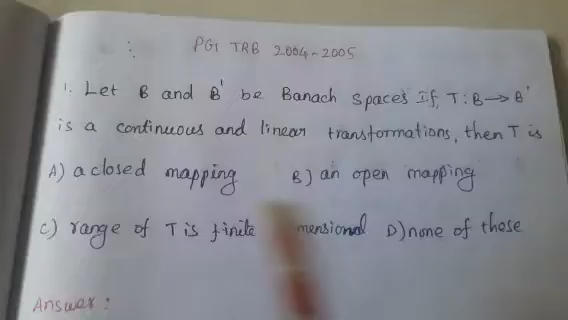 PG TRB 2004-2005
1. Let B and B' be Banach spaces If, T: B→B'
is a continuous and linear transformations, then T is
A) a closed mapping B) an open mapping
C) range of T is finite mensional D) none of these
Answer: